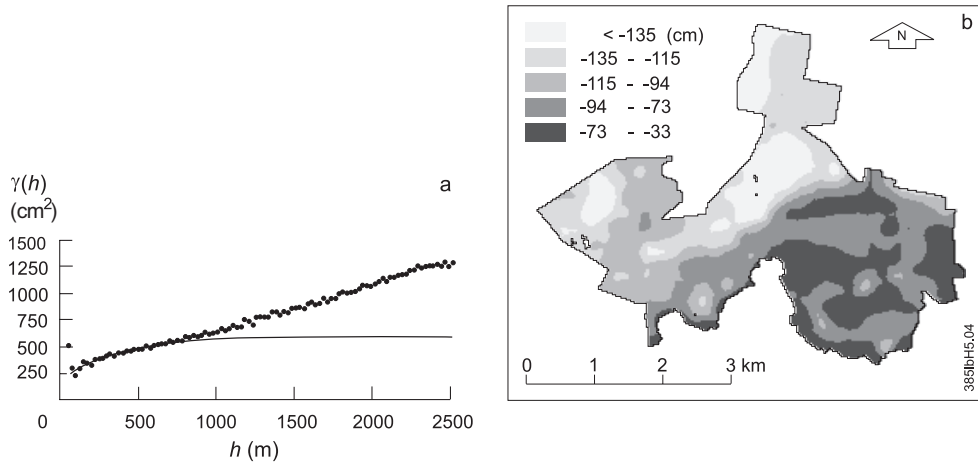 a
γ(h)
(cm²)
1500
1250
1000
750
500
250
0
500
1000
1500
2000
2500
h (m)
b
N
< -135 (cm)
-135 - -115
-115 - -94
-94 - -73
-73 - -33
0 1 2 3 km
385lbH5.04